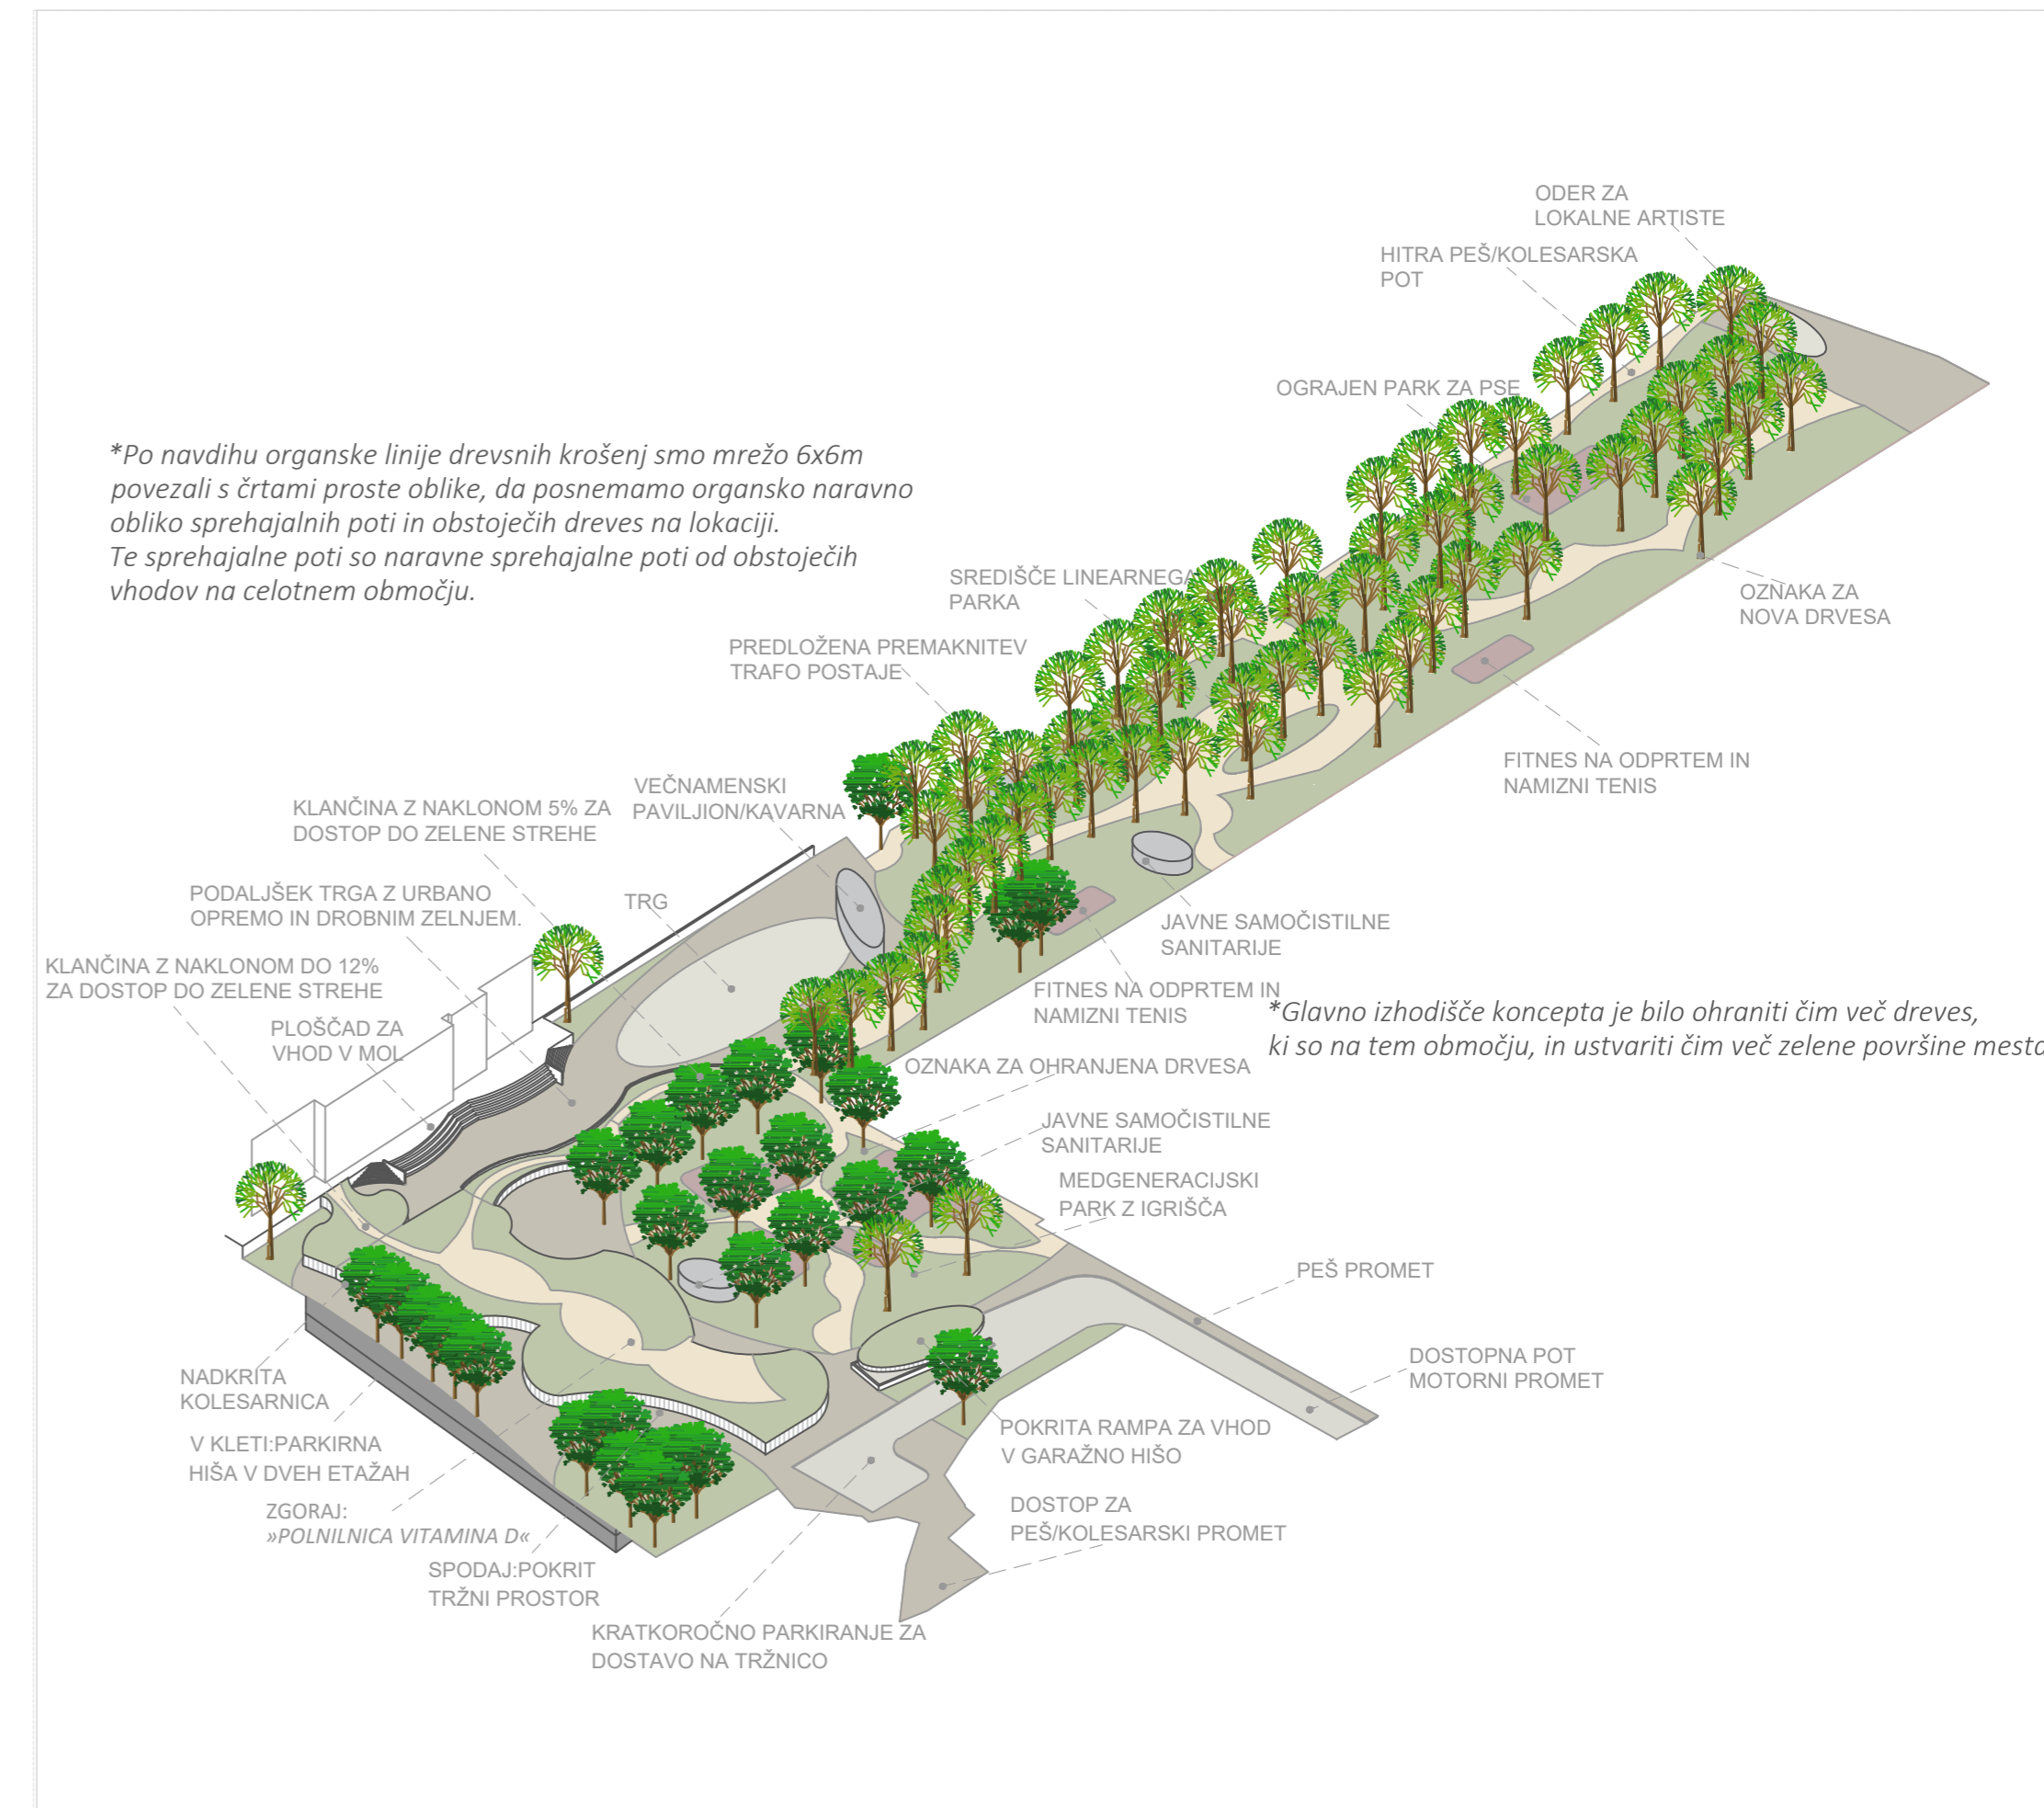 ODER ZA
LOKALNE ARTISTE
HITRA PEŠ/KOLESARSKA
POT
OGRAJEN PARK ZA PSE
*Po navdihu organske linije drevsnih krošenj smo mrežo 6x6m
povezali s črtami proste oblike, da posnemamo organsko naravno
obliko sprehajalnih poti in obstoječih dreves na lokaciji.
Te sprehajalne poti so naravne sprehajalne poti od obstoječih
vhodov na celotnem območju.
SREDIŠČE LINEARNEGA
PARKA
OZNAKA ZA
NOVA DRVESA
PREDLOŽENA PREMAKNITEV
TRAFO POSTAJE
FITNES NA ODPRTEM IN
NAMIZNI TENIS
VEČNAMENSKI
PAVILJION/KAVARNA
KLANČINA Z NAKLONOM 5% ZA
DOSTOP DO ZELENE STREHE
PODALJŠEK TRGA Z URBANO
OPREMO IN DROBNIM ZELNJEM.
TRG
JAVNE SAMOČISTILNE
SANITARIJE
KLANČINA Z NAKLONOM DO 12%
ZA DOSTOP DO ZELENE STREHE
FITNES NA ODPRTEM IN
NAMIZNI TENIS
*Glavno izhodišče koncepta je bilo ohraniti čim več dreves,
ki so na tem območju, in ustvariti čim več zelene površine mesta
PLOŠČAD ZA
VHOD V MOL
OZNAKA ZA OHRANJENA DRVESA
JAVNE SAMOČISTILNE
SANITARIJE
MEDGENERACIJSKI
PARK Z IGRIŠČA
PEŠ PROMET
DOSTOPNA POT
MOTORNI PROMET
NADKRITA
KOLESARNICA
POKRITA RAMPA ZA VHOD
V GARAŽNO HIŠO
V KLETI:PARKIRNA
HIŠA V DVEH ETAŽAH
ZGORAJ:
»POLNILNICA VITAMINA D«
DOSTOP ZA
PEŠ/KOLESARSKI PROMET
SPODAJ:POKRIT
TRŽNI PROSTOR
KRATKOROČNO PARKIRANJE ZA
DOSTAVO NA TRŽNICO